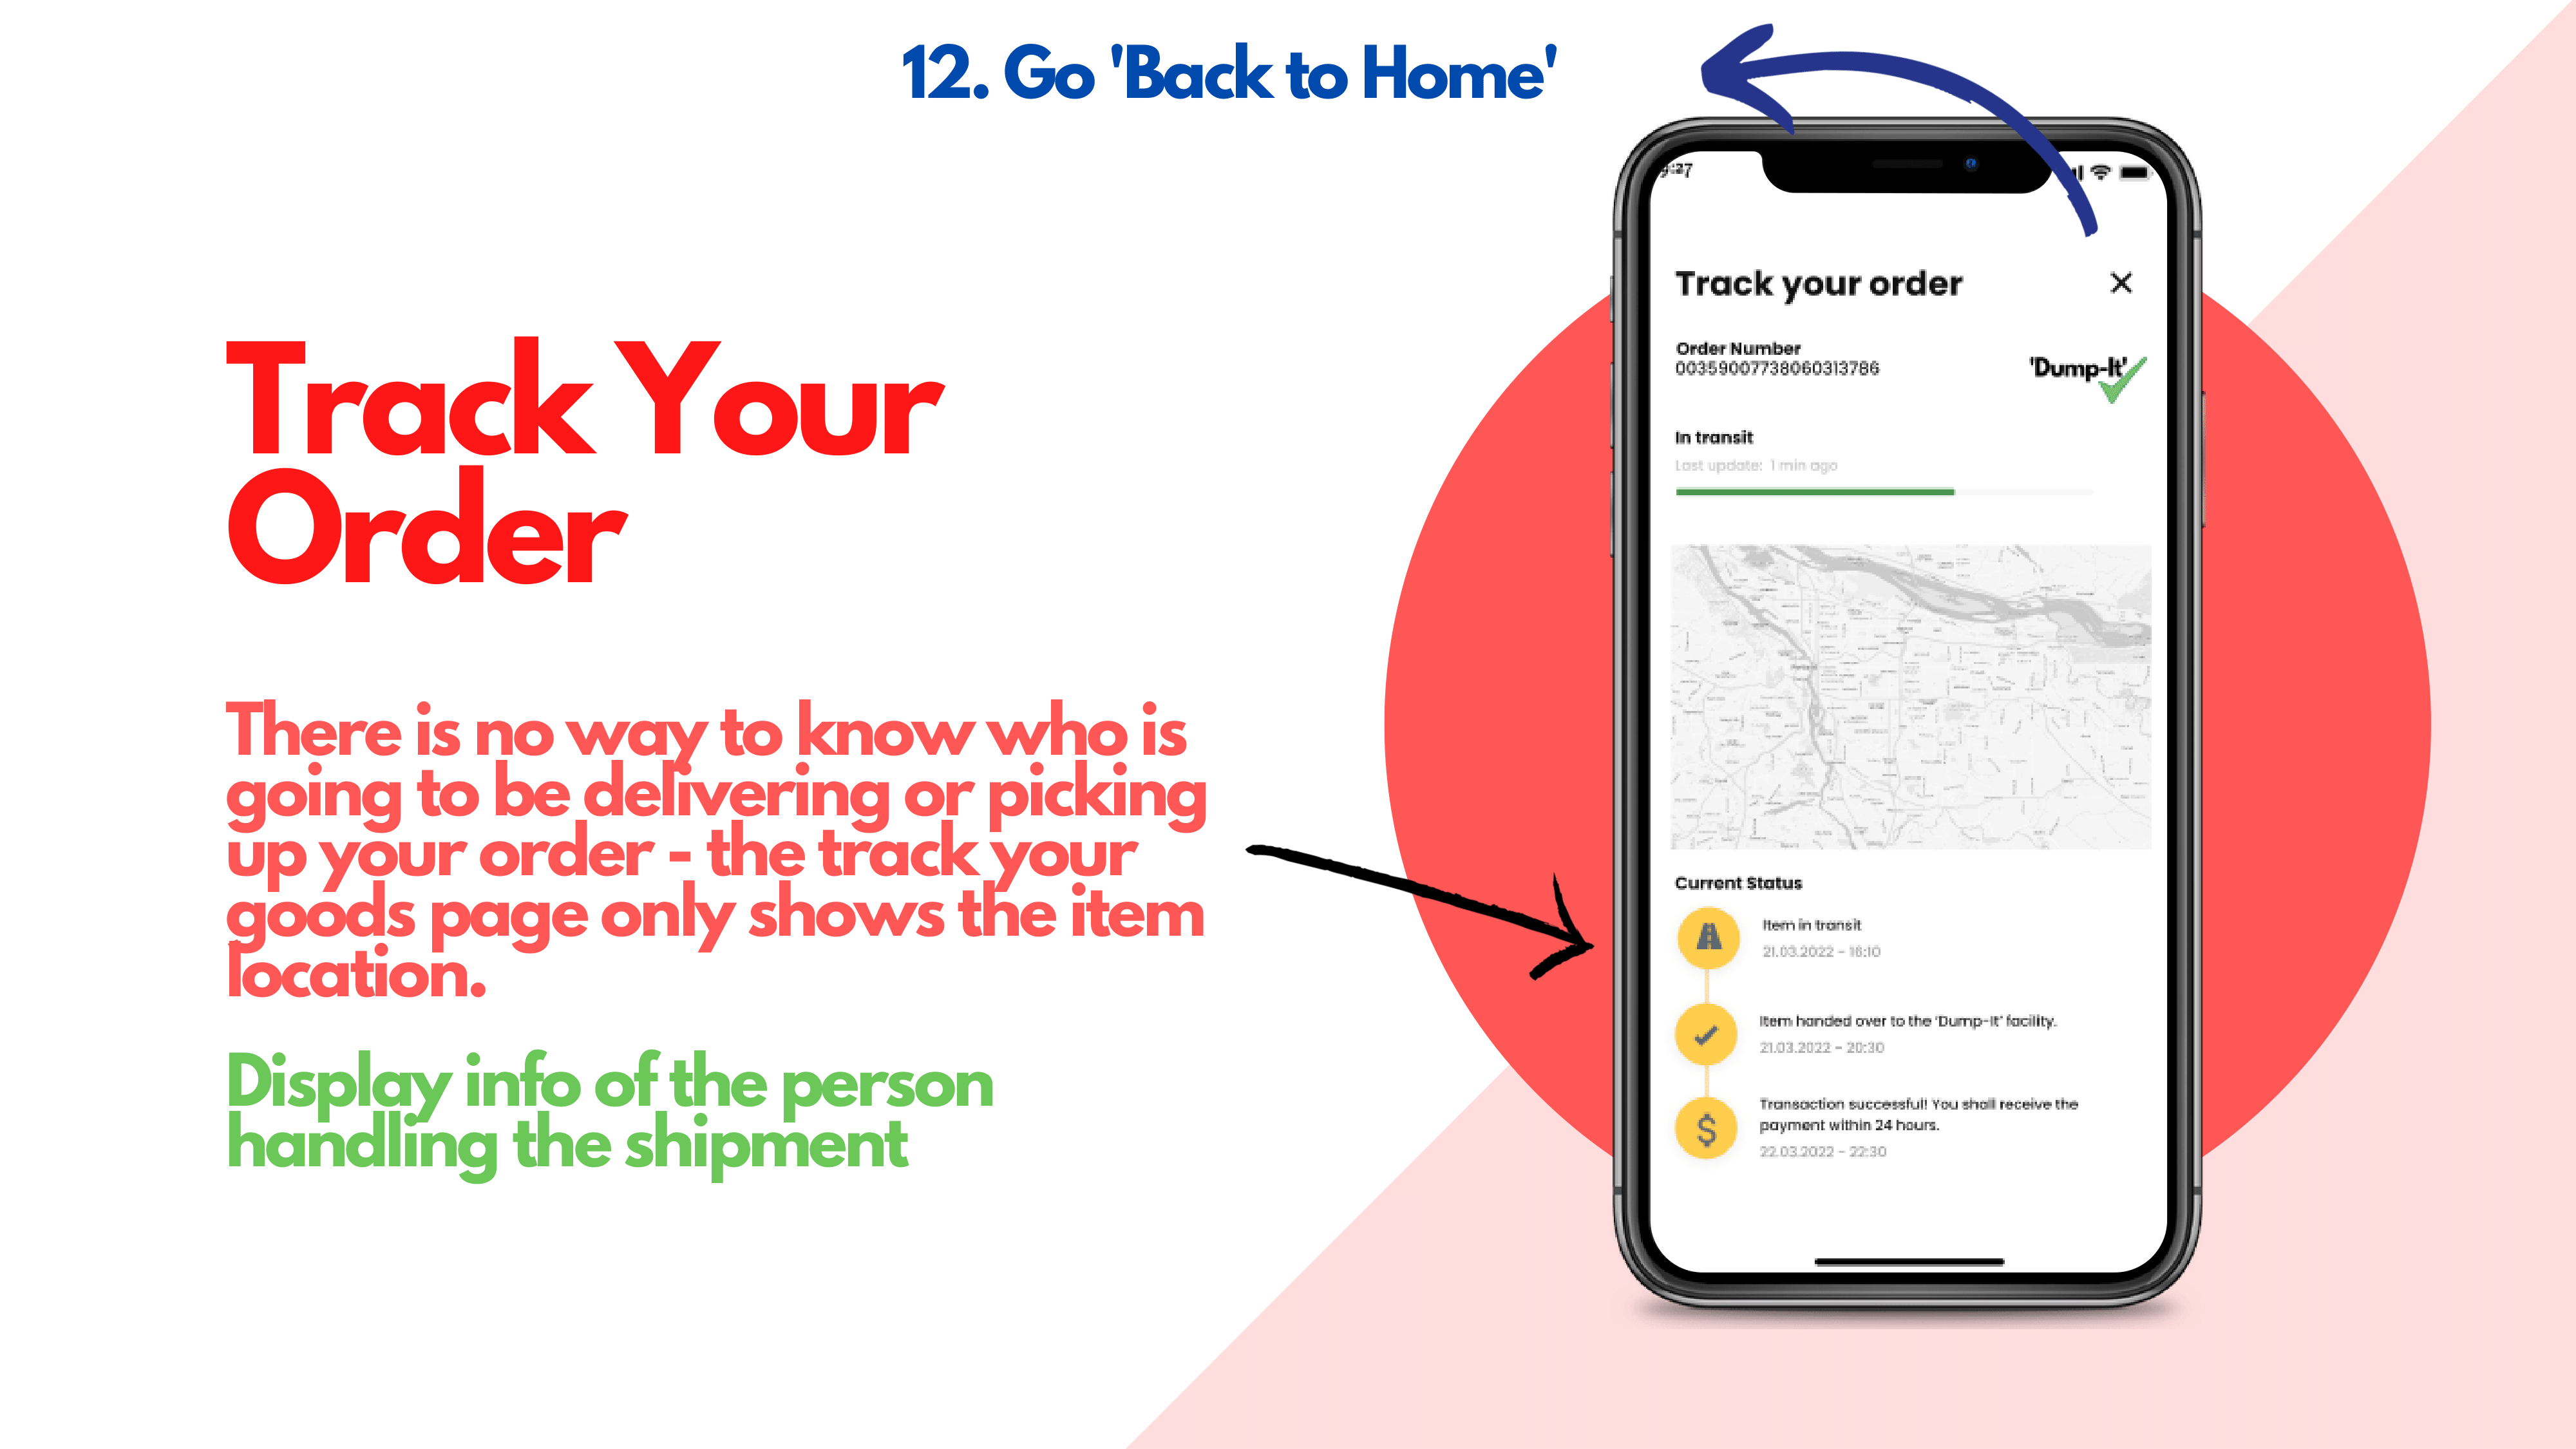 12. Go 'Back to Home'
Track Your
Order
There is no way to know who is
going to be delivering or picking
up your order - the track your
goods page only shows the item
location.
Display info of the person
handling the shipment
9:27
Track your order
Order Number
00359007738060313786
'Dump-It'
In transit
Last update: 1 min ago
Portland
Current Status
Item in transit
21.03.2022 – 16:10
Item handed over to the 'Dump-It' facility.
21.03.2022 – 20:30
Transaction successful! You shall receive the
payment within 24 hours.
22.03.2022 – 22:30